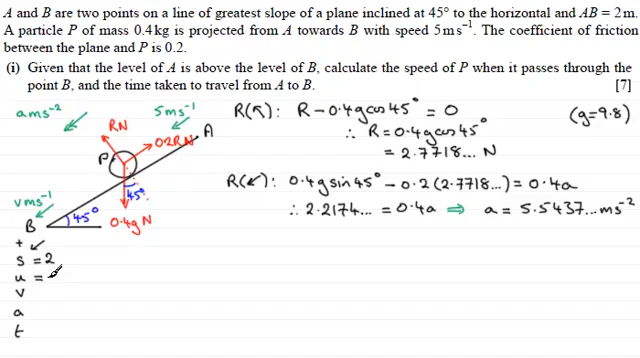 A and B are two points on a line of greatest slope of a plane inclined at 45° to the horizontal and AB = 2 m.
A particle P of mass 0.4 kg is projected from A towards B with speed 5 m s⁻¹. The coefficient of friction
between the plane and P is 0.2.
(i) Given that the level of A is above the level of B, calculate the speed of P when it passes through the
point B, and the time taken to travel from A to B. [7]
a ms⁻²
5 ms⁻¹
RN
A
0.2RN
P
45°
v ms⁻¹
45°
B
0.4g N
R(↖): R − 0.4g cos 45° = 0 (g = 9.8)
∴ R = 0.4g cos 45°
= 2.7718... N
R(↙): 0.4g sin 45° − 0.2(2.7718...) = 0.4a
∴ 2.2174... = 0.4a ⇒ a = 5.5437... ms⁻²
+ ↙
s = 2
u =
v
a
t